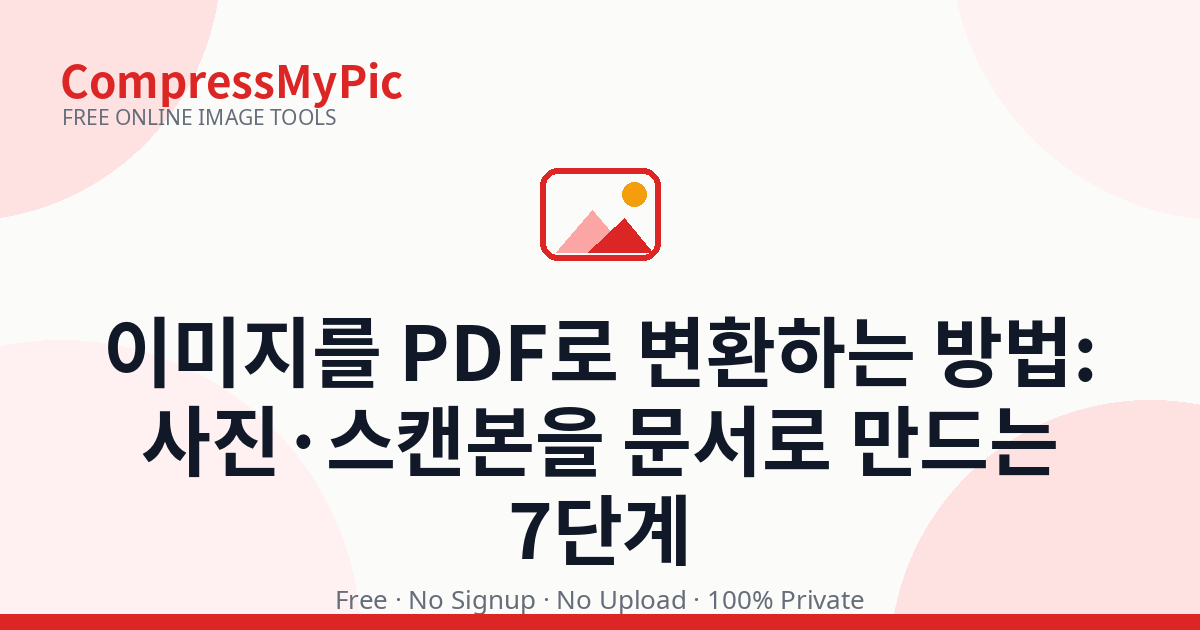 CompressMyPic
FREE ONLINE IMAGE TOOLS
이미지를 PDF로 변환하는 방법:
사진·스캔본을 문서로 만드는
7단계
Free · No Signup · No Upload · 100% Private